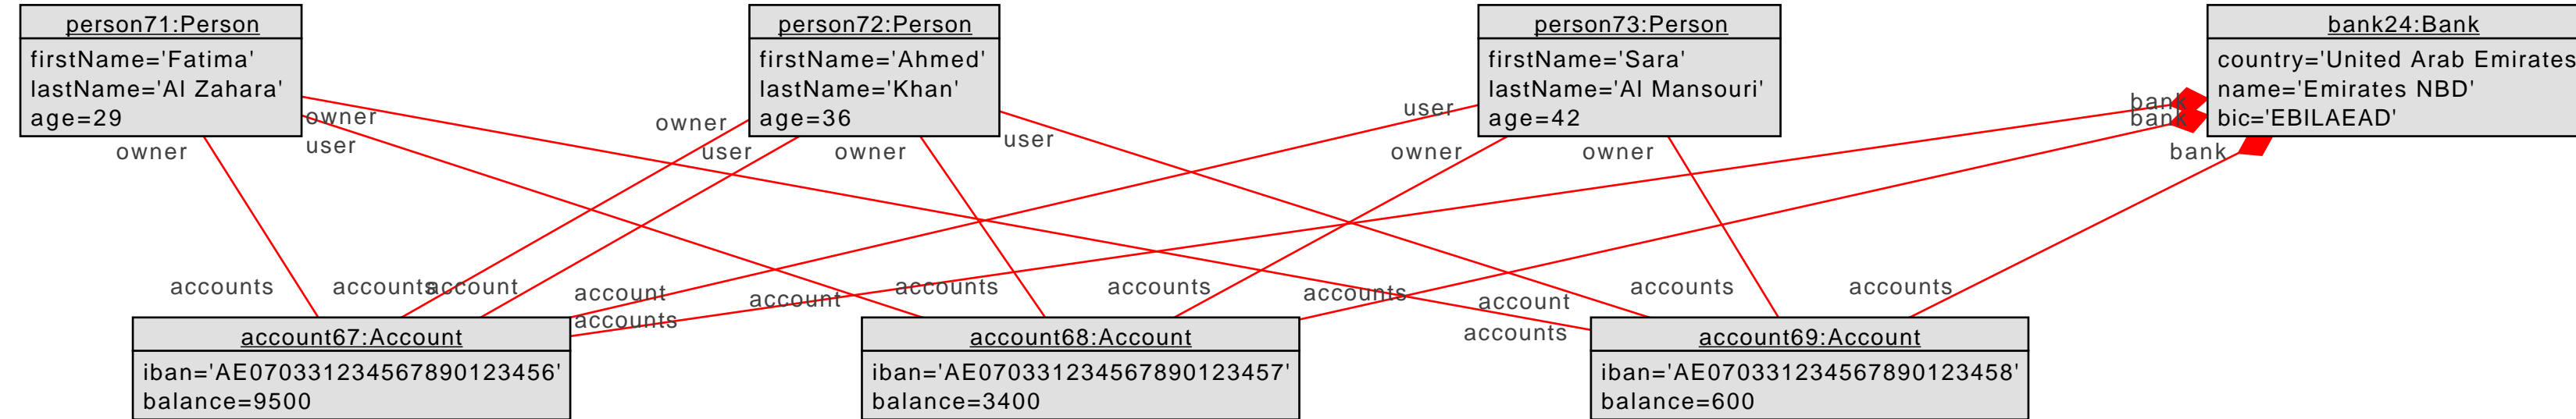 person71:Person
firstName='Fatima'
lastName='Al Zahara'
age=29
person72:Person
firstName='Ahmed'
lastName='Khan'
age=36
person73:Person
firstName='Sara'
lastName='Al Mansouri'
age=42
bank24:Bank
country='United Arab Emirates
name='Emirates NBD'
bic='EBILAEAD'
owner
owner
user
owner
user
owner
user
user
owner
owner
bank
bank
bank
accounts
accounts
account
account
accounts
account
accounts
accounts
accounts
account
accounts
accounts
accounts
account67:Account
iban='AE070331234567890123456'
balance=9500
account68:Account
iban='AE070331234567890123457'
balance=3400
account69:Account
iban='AE070331234567890123458'
balance=600